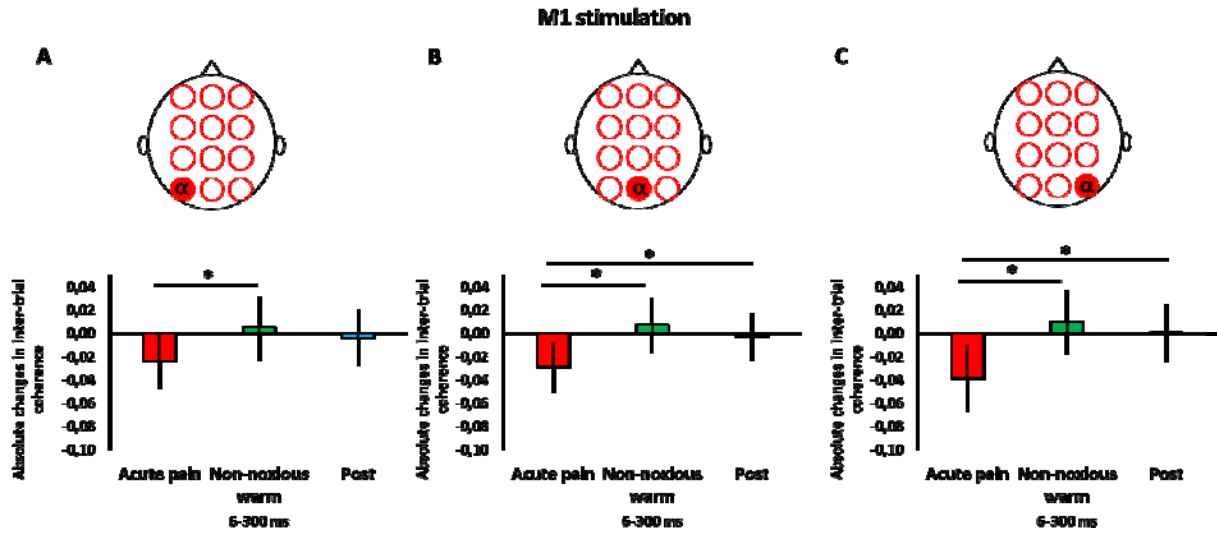 M1 stimulation
A
B
C
α
α
α
Absolute changes in inter-trial
coherence
0,04
0,02
0,00
-0,02
-0,04
-0,06
-0,08
-0,10
*
Acute pain
Non-noxious
warm
Post
6-300 ms
Absolute changes in inter-trial
coherence
0,04
0,02
0,00
-0,02
-0,04
-0,06
-0,08
-0,10
*
*
Acute pain
Non-noxious
warm
Post
6-300 ms
Absolute changes in inter-trial
coherence
0,04
0,02
0,00
-0,02
-0,04
-0,06
-0,08
-0,10
*
*
Acute pain
Non-noxious
warm
Post
6-300 ms